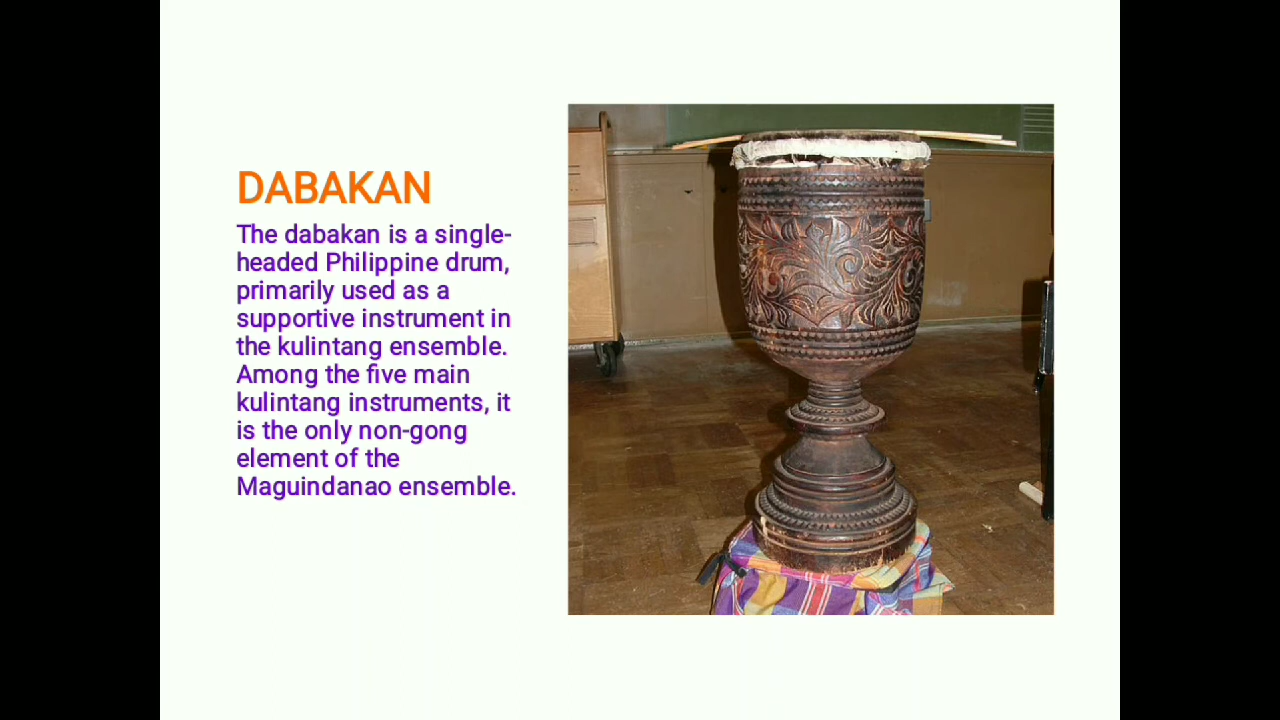 DABAKAN
The dabakan is a single-
headed Philippine drum,
primarily used as a
supportive instrument in
the kulintang ensemble.
Among the five main
kulintang instruments, it
is the only non-gong
element of the
Maguindanao ensemble.